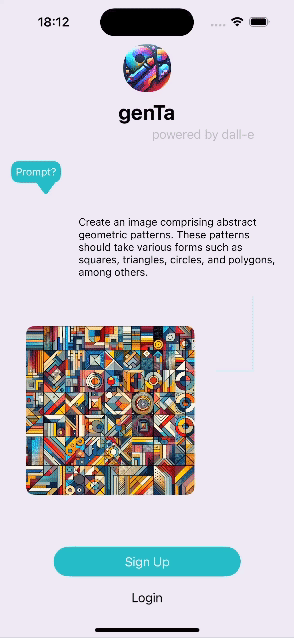 18:12
genTa
powered by dall-e
Prompt?
Create an image comprising abstract
geometric patterns. These patterns
should take various forms such as
squares, triangles, circles, and polygons,
among others.
Sign Up
Login